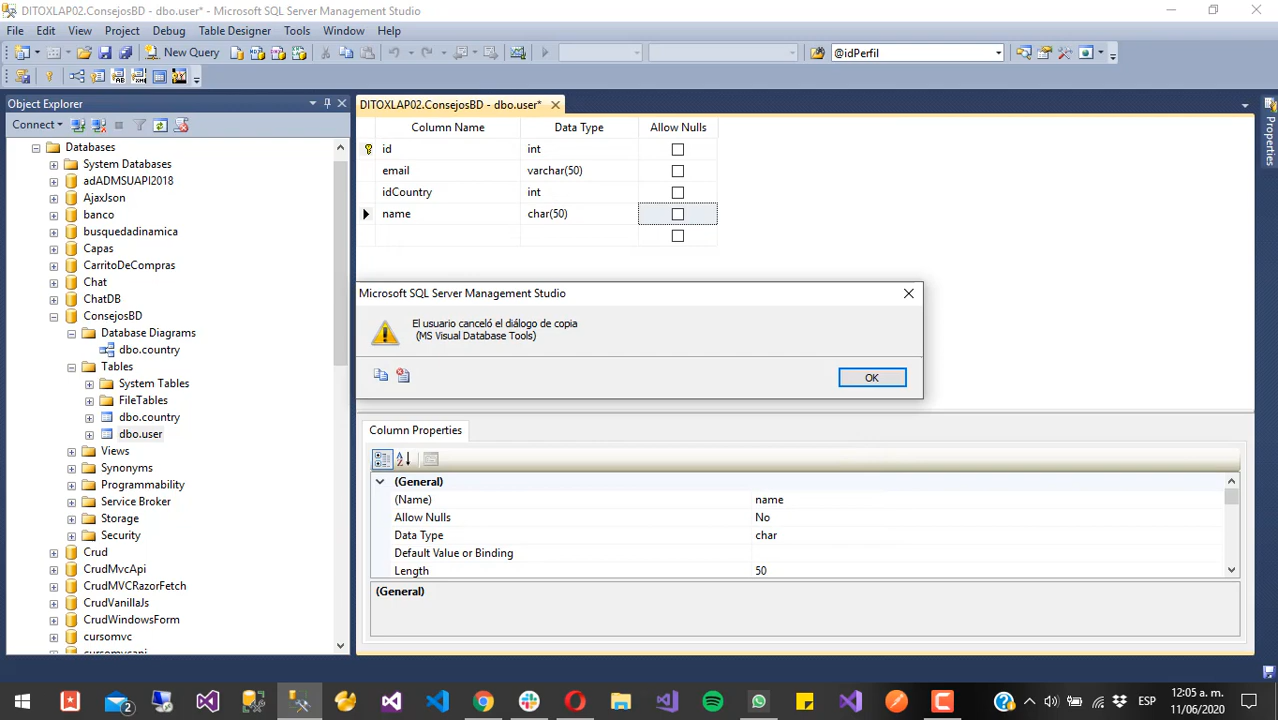 DITOXLAP02.ConsejosBD - dbo.user* - Microsoft SQL Server Management Studio
File Edit View Project Debug Table Designer Tools Window Help
New Query
@idPerfil
Object Explorer
Connect
Databases
System Databases
adADMSUAPI2018
AjaxJson
banco
busquedadinamica
Capas
CarritoDeCompras
Chat
ChatDB
ConsejosBD
Database Diagrams
dbo.country
Tables
System Tables
FileTables
dbo.country
dbo.user
Views
Synonyms
Programmability
Service Broker
Storage
Security
Crud
CrudMvcApi
CrudMVCRazorFetch
CrudVanillaJs
CrudWindowsForm
cursomvc
cursomvcapi
DITOXLAP02.ConsejosBD - dbo.user*
Column Name Data Type Allow Nulls
id int
email varchar(50)
idCountry int
name char(50)
Microsoft SQL Server Management Studio
El usuario canceló el diálogo de copia
(MS Visual Database Tools)
OK
Column Properties
(General)
(Name) name
Allow Nulls No
Data Type char
Default Value or Binding
Length 50
(General)
Properties
2
ESP
12:05 a. m.
11/06/2020